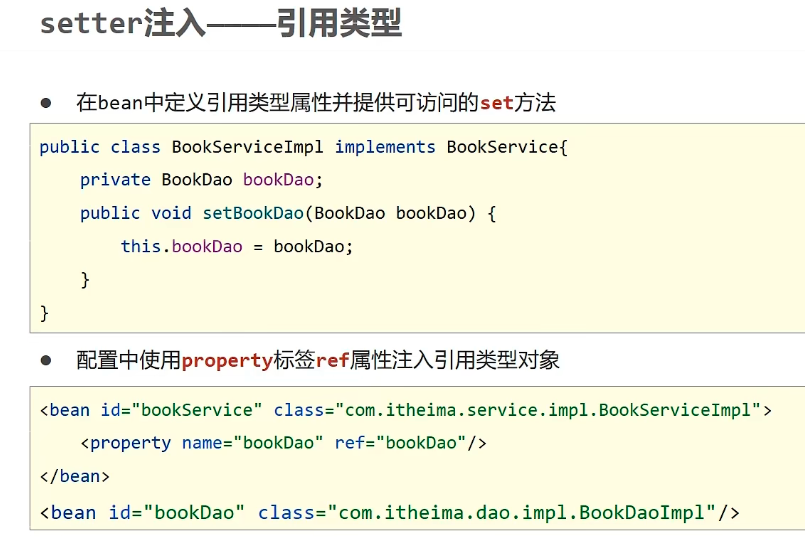 setter注入————引用类型
● 在bean中定义引用类型属性并提供可访问的set方法
public class BookServiceImpl implements BookService{
    private BookDao bookDao;
    public void setBookDao(BookDao bookDao) {
        this.bookDao = bookDao;
    }
}
● 配置中使用property标签ref属性注入引用类型对象
<bean id="bookService" class="com.itheima.service.impl.BookServiceImpl">
    <property name="bookDao" ref="bookDao"/>
</bean>
<bean id="bookDao" class="com.itheima.dao.impl.BookDaoImpl"/>